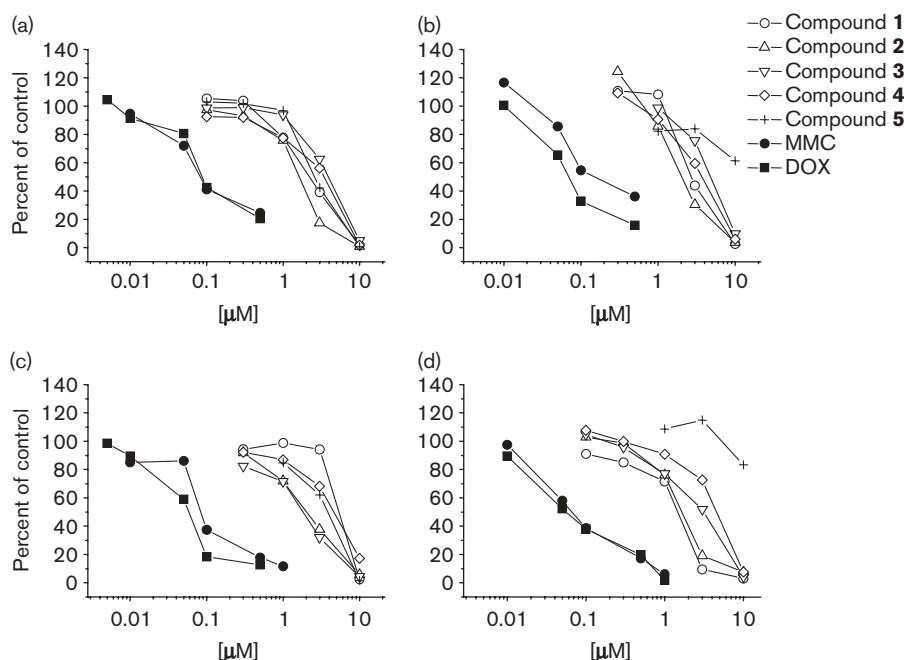 (a)
140
120
100
80
60
40
20
0
Percent of control
0.01 0.1 1 10
[μM]
(b)
140
120
100
80
60
40
20
0
0.01 0.1 1 10
[μM]
Compound 1
Compound 2
Compound 3
Compound 4
Compound 5
MMC
DOX
(c)
140
120
100
80
60
40
20
0
Percent of control
0.01 0.1 1 10
[μM]
(d)
140
120
100
80
60
40
20
0
0.01 0.1 1 10
[μM]